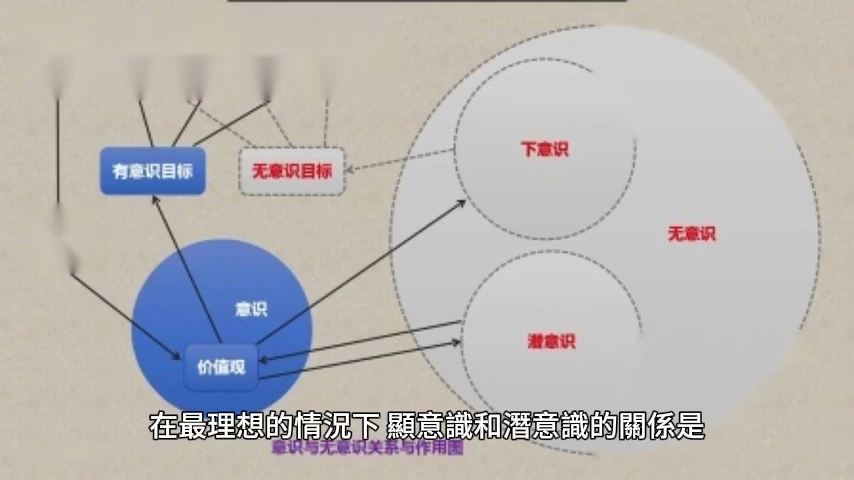 有意识目标
无意识目标
下意识
无意识
意识
价值观
潜意识
在最理想的情況下 顯意識和潛意識的關係是
意识与无意识关系与作用图